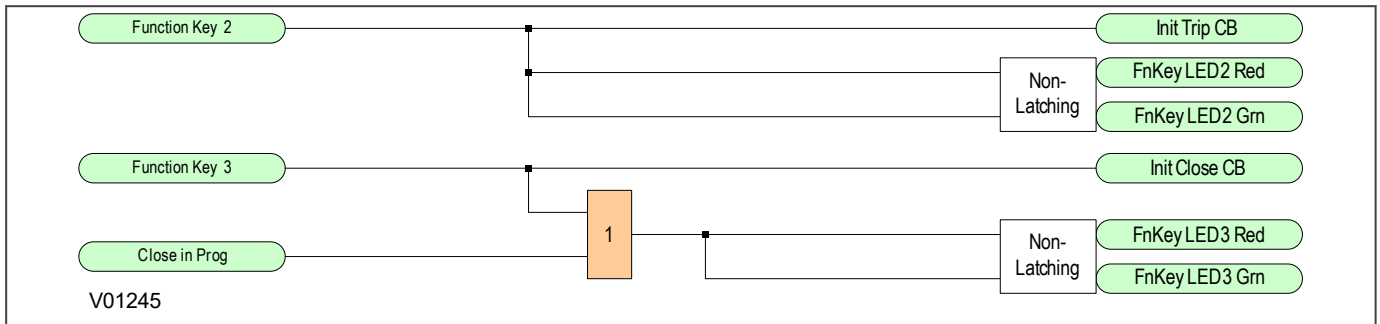 Function Key 2
Init Trip CB
Non-
Latching
FnKey LED2 Red
FnKey LED2 Grn
Function Key 3
Init Close CB
1
Close in Prog
Non-
Latching
FnKey LED3 Red
FnKey LED3 Grn
V01245